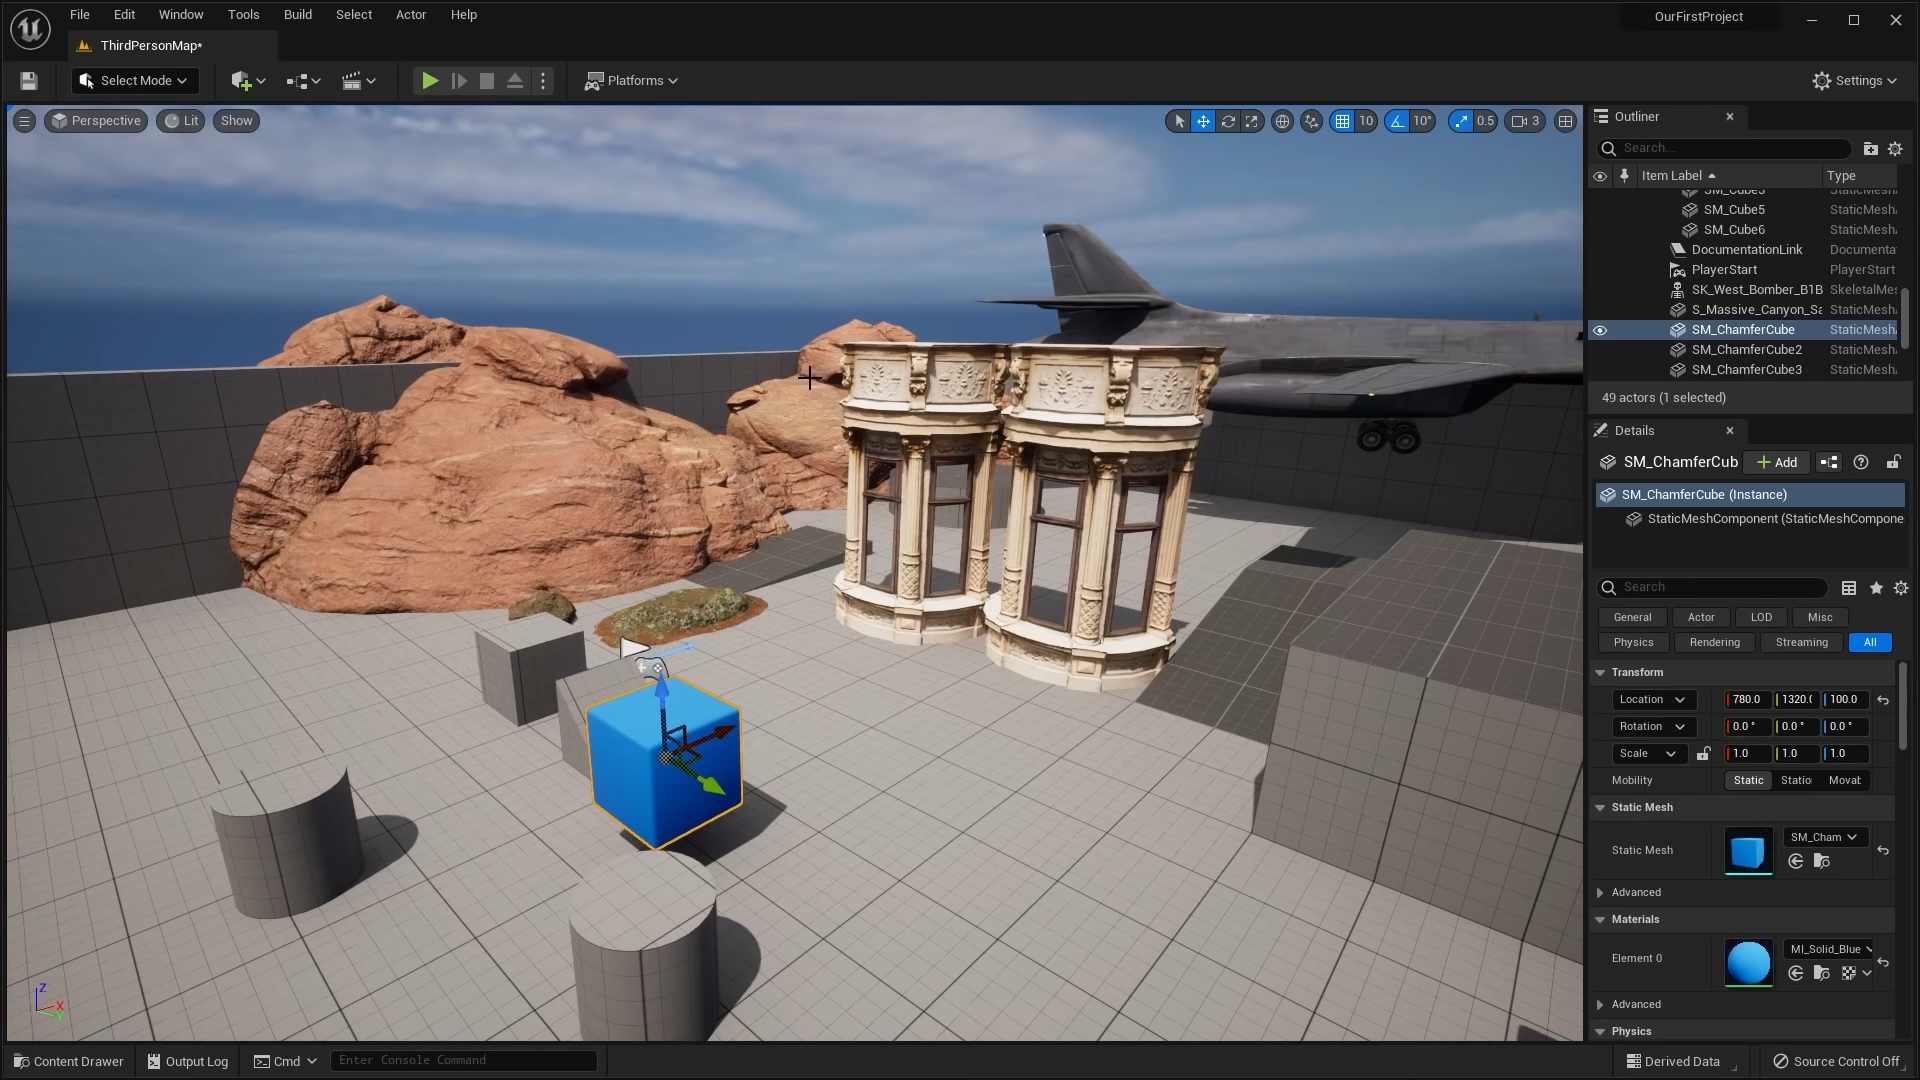 File Edit Window Tools Build Select Actor Help
OurFirstProject
ThirdPersonMap*
Select Mode
Platforms
Settings
Perspective Lit Show
10 10° 0.5 3
Outliner
Search...
Item Label Type
SM_Cube5 StaticMesh
SM_Cube6 StaticMesh
DocumentationLink Documenta
PlayerStart PlayerStart
SK_West_Bomber_B1B SkeletalMe
S_Massive_Canyon_Sa StaticMesh
SM_ChamferCube StaticMesh
SM_ChamferCube2 StaticMesh
SM_ChamferCube3 StaticMesh
49 actors (1 selected)
Details
SM_ChamferCub Add
SM_ChamferCube (Instance)
StaticMeshComponent (StaticMeshCompone
Search
General Actor LOD Misc
Physics Rendering Streaming All
Transform
Location 780.0 1320.( 100.0
Rotation 0.0 ° 0.0 ° 0.0 °
Scale 1.0 1.0 1.0
Mobility Static Statio Movab
Static Mesh
SM_Cham
Static Mesh
Advanced
Materials
MI_Solid_Blue
Element 0
Advanced
Physics
Z
X
Y
Content Drawer Output Log Cmd Enter Console Command Derived Data Source Control Off